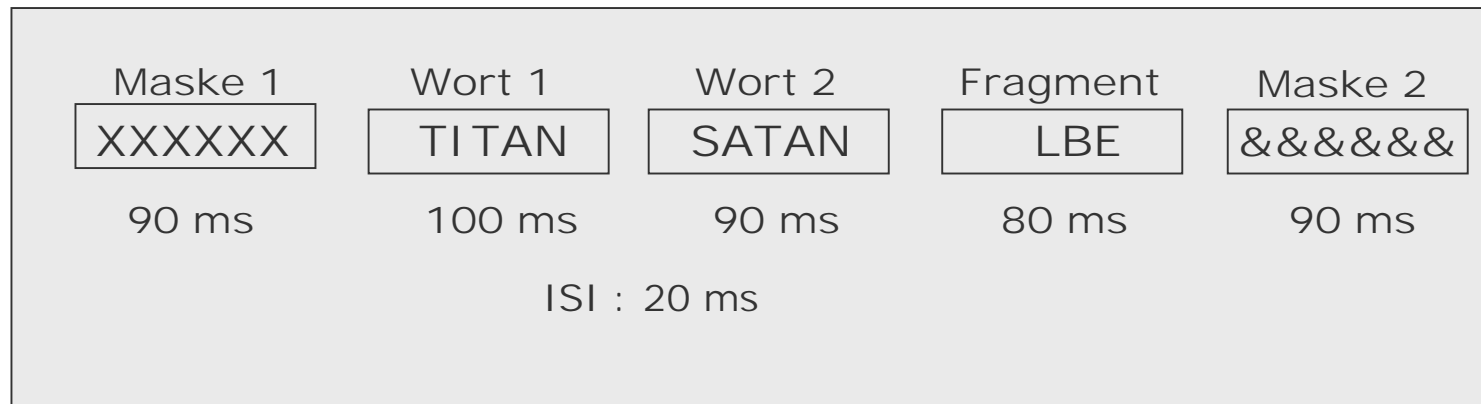 Maske 1 Wort 1 Wort 2 Fragment Maske 2
XXXXXX TITAN SATAN LBE &&&&&&
90 ms 100 ms 90 ms 80 ms 90 ms
ISI : 20 ms